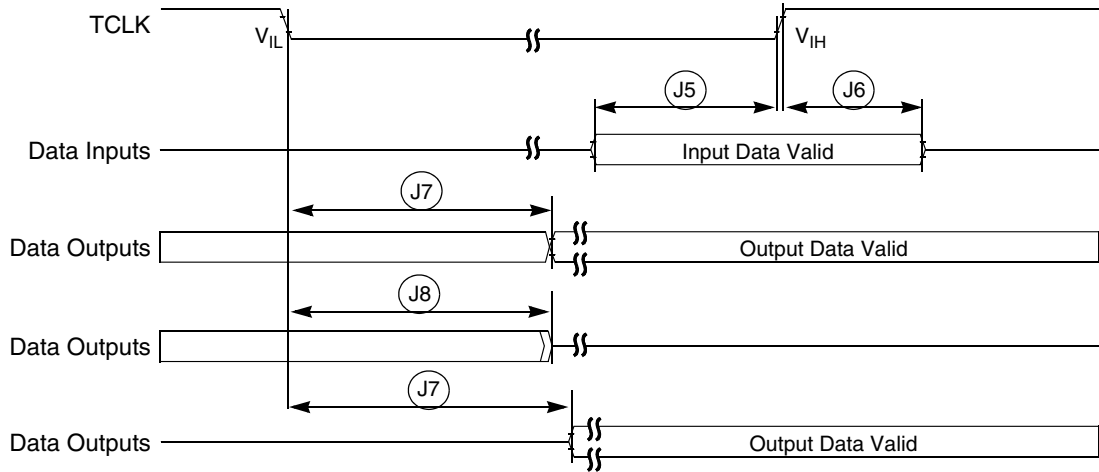 TCLK
VIL
VIH
J5
J6
Data Inputs
Input Data Valid
J7
Data Outputs
Output Data Valid
J8
Data Outputs
J7
Data Outputs
Output Data Valid